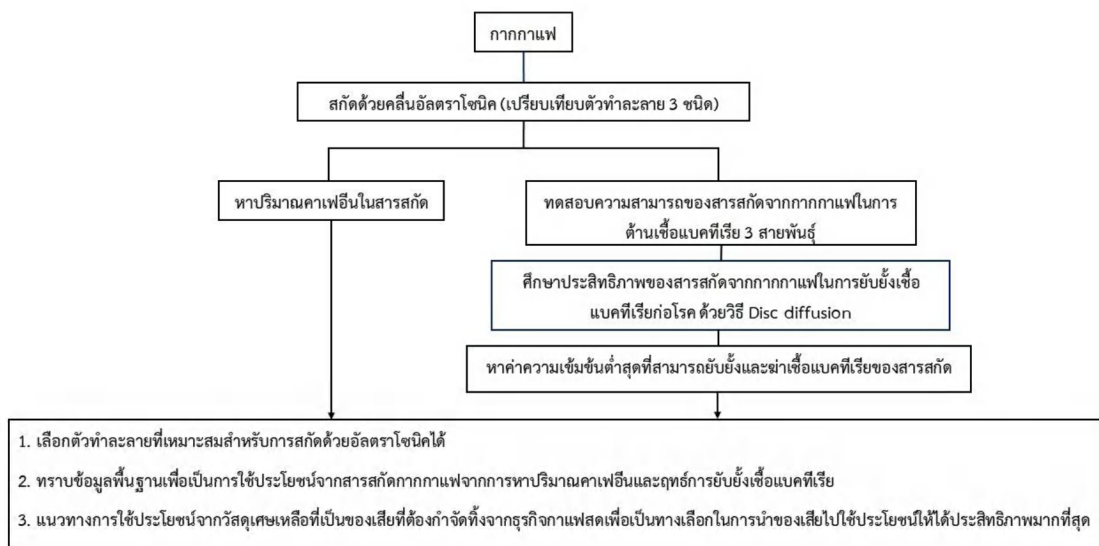 กากกาแฟ
สกัดด้วยคลื่นอัลตราโซนิค (เปรียบเทียบตัวทำละลาย 3 ชนิด)
หาปริมาณคาเฟอีนในสารสกัด
ทดสอบความสามารถของสารสกัดจากกากกาแฟในการ
ต้านเชื้อแบคทีเรีย 3 สายพันธุ์
ศึกษาประสิทธิภาพของสารสกัดจากกากกาแฟในการยับยั้งเชื้อ
แบคทีเรียก่อโรค ด้วยวิธี Disc diffusion
หาค่าความเข้มข้นต่ำสุดที่สามารถยับยั้งและฆ่าเชื้อแบคทีเรียของสารสกัด
1. เลือกตัวทำละลายที่เหมาะสมสำหรับการสกัดด้วยอัลตราโซนิคได้
2. ทราบข้อมูลพื้นฐานเพื่อเป็นการใช้ประโยชน์จากสารสกัดกากกาแฟจากการหาปริมาณคาเฟอีนและฤทธ์การยับยั้งเชื้อแบคทีเรีย
3. แนวทางการใช้ประโยชน์จากวัสดุเศษเหลือที่เป็นของเสียที่ต้องกำจัดทิ้งจากธุรกิจกาแฟสดเพื่อเป็นทางเลือกในการนำของเสียไปใช้ประโยชน์ให้ได้ประสิทธิภาพมากที่สุด